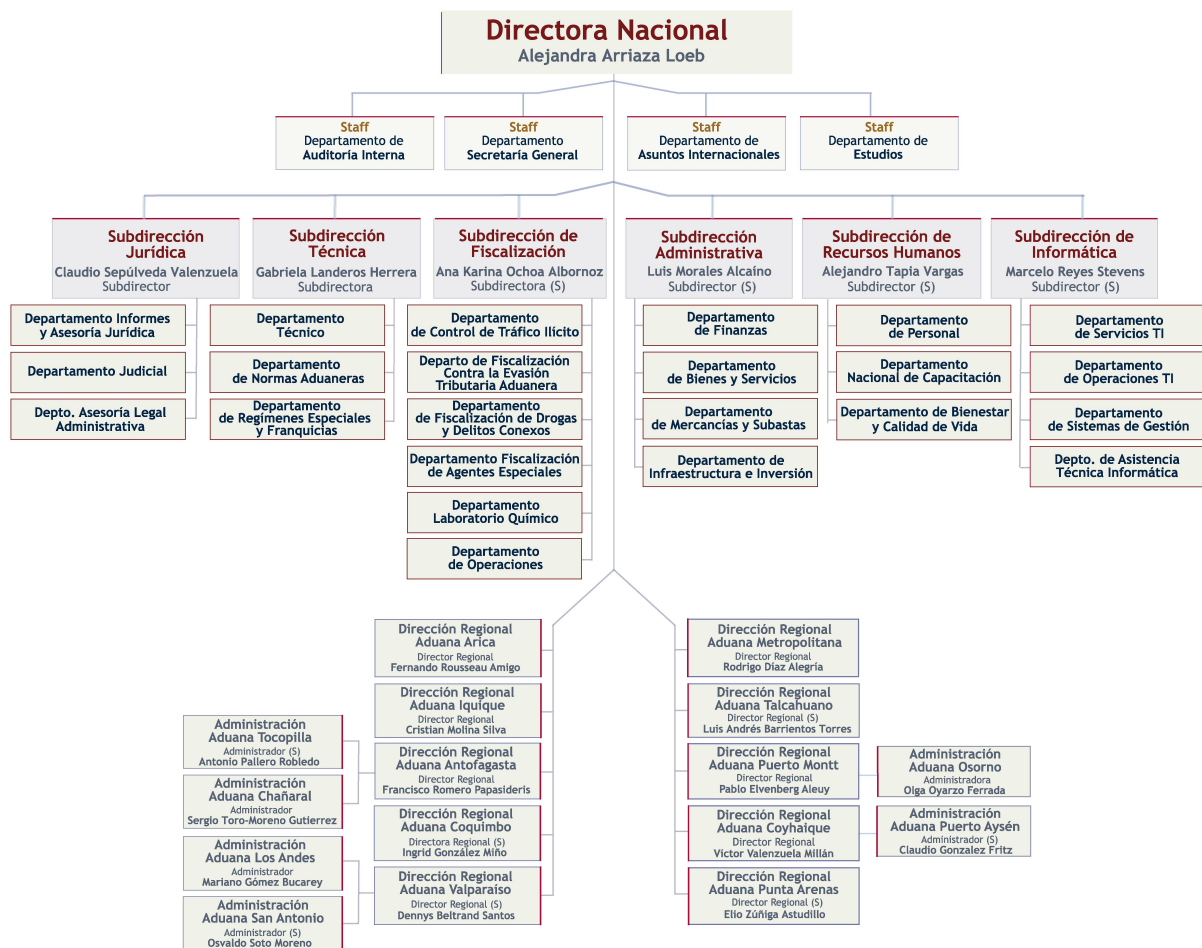 Directora Nacional
Alejandra Arriaza Loeb
Staff
Departamento de
Auditoría Interna
Staff
Departamento
Secretaría General
Staff
Departamento de
Asuntos Internacionales
Staff
Departamento de
Estudios
Subdirección
Jurídica
Claudio Sepúlveda Valenzuela
Subdirector
Subdirección
Técnica
Gabriela Landeros Herrera
Subdirectora
Subdirección de
Fiscalización
Ana Karina Ochoa Albornoz
Subdirectora (S)
Subdirección
Administrativa
Luis Morales Alcaíno
Subdirector (S)
Subdirección de
Recursos Humanos
Alejandro Tapia Vargas
Subdirector (S)
Subdirección de
Informática
Marcelo Reyes Stevens
Subdirector (S)
Departamento Informes
y Asesoría Jurídica
Departamento Judicial
Depto. Asesoría Legal
Administrativa
Departamento
Técnico
Departamento
de Normas Aduaneras
Departamento
de Regímenes Especiales
y Franquicias
Departamento
de Control de Tráfico Ilícito
Departo de Fiscalización
Contra la Evasión
Tributaria Aduanera
Departamento
de Fiscalización de Drogas
y Delitos Conexos
Departamento Fiscalización
de Agentes Especiales
Departamento
Laboratorio Químico
Departamento
de Operaciones
Departamento
de Finanzas
Departamento
de Bienes y Servicios
Departamento
de Mercancías y Subastas
Departamento de
Infraestructura e Inversión
Departamento
de Personal
Departamento
Nacional de Capacitación
Departamento de Bienestar
y Calidad de Vida
Departamento
de Servicios TI
Departamento
de Operaciones TI
Departamento
de Sistemas de Gestión
Depto. de Asistencia
Técnica Informática
Dirección Regional
Aduana Arica
Director Regional
Fernando Rousseau Amigo
Dirección Regional
Aduana Iquique
Director Regional
Cristian Molina Silva
Dirección Regional
Aduana Antofagasta
Director Regional
Francisco Romero Papasideris
Administración
Aduana Tocopilla
Administrador (S)
Antonio Pallero Robledo
Administración
Aduana Chañaral
Administrador
Sergio Toro-Moreno Gutierrez
Dirección Regional
Aduana Coquimbo
Directora Regional (S)
Ingrid González Miño
Dirección Regional
Aduana Valparaíso
Director Regional (S)
Dennys Beltrand Santos
Administración
Aduana Los Andes
Administrador
Mariano Gómez Bucarey
Administración
Aduana San Antonio
Administrador (S)
Osvaldo Soto Moreno
Dirección Regional
Aduana Metropolitana
Director Regional
Rodrigo Díaz Alegría
Dirección Regional
Aduana Talcahuano
Director Regional (S)
Luis Andrés Barrientos Torres
Dirección Regional
Aduana Puerto Montt
Director Regional
Pablo Elvenberg Aleuy
Administración
Aduana Osorno
Administradora
Olga Oyarzo Ferrada
Dirección Regional
Aduana Coyhaique
Director Regional
Víctor Valenzuela Millán
Administración
Aduana Puerto Aysén
Administrador (S)
Claudio Gonzalez Fritz
Dirección Regional
Aduana Punta Arenas
Director Regional (S)
Elio Zúñiga Astudillo